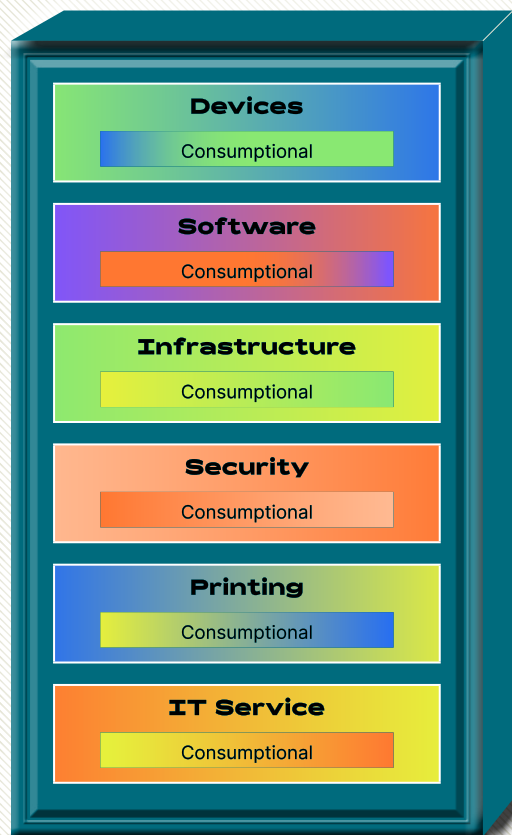 Devices
Consumptional
Software
Consumptional
Infrastructure
Consumptional
Security
Consumptional
Printing
Consumptional
IT Service
Consumptional